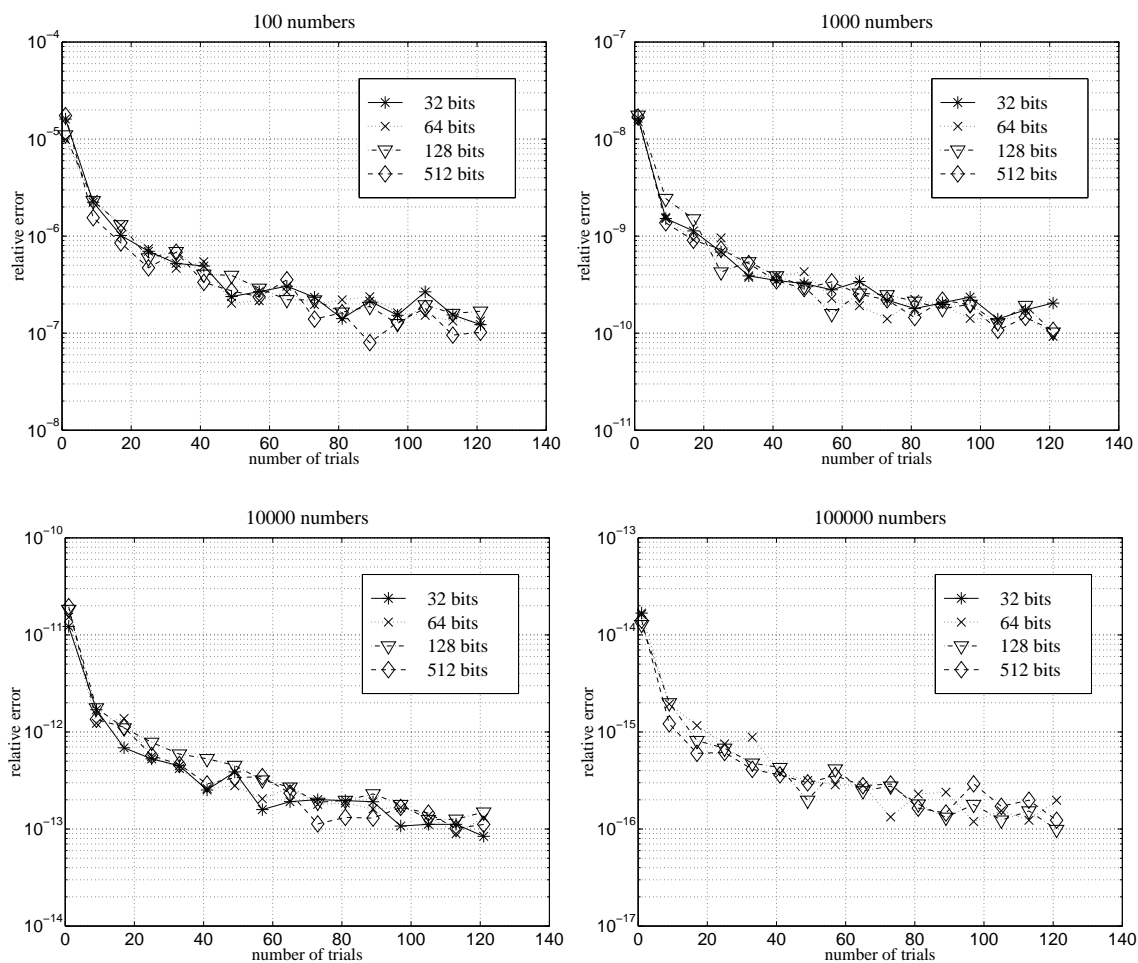 100 numbers
10−4
10−5
10−6
10−7
10−8
relative error
32 bits
64 bits
128 bits
512 bits
0 20 40 60 80 100 120 140
number of trials
1000 numbers
10−7
10−8
10−9
10−10
10−11
relative error
32 bits
64 bits
128 bits
512 bits
0 20 40 60 80 100 120 140
number of trials
10000 numbers
10−10
10−11
10−12
10−13
10−14
relative error
32 bits
64 bits
128 bits
512 bits
0 20 40 60 80 100 120 140
number of trials
100000 numbers
10−13
10−14
10−15
10−16
10−17
relative error
32 bits
64 bits
128 bits
512 bits
0 20 40 60 80 100 120 140
number of trials